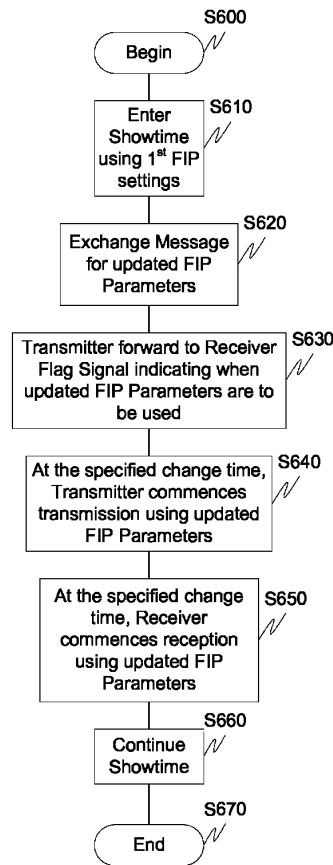 S600
Begin
S610
Enter
Showtime
using 1st FIP
settings
S620
Exchange Message
for updated FIP
Parameters
S630
Transmitter forward to Receiver
Flag Signal indicating when
updated FIP Parameters are to
be used
S640
At the specified change time,
Transmitter commences
transmission using updated
FIP Parameters
S650
At the specified change
time, Receiver
commences reception
using updated FIP
Parameters
S660
Continue
Showtime
S670
End